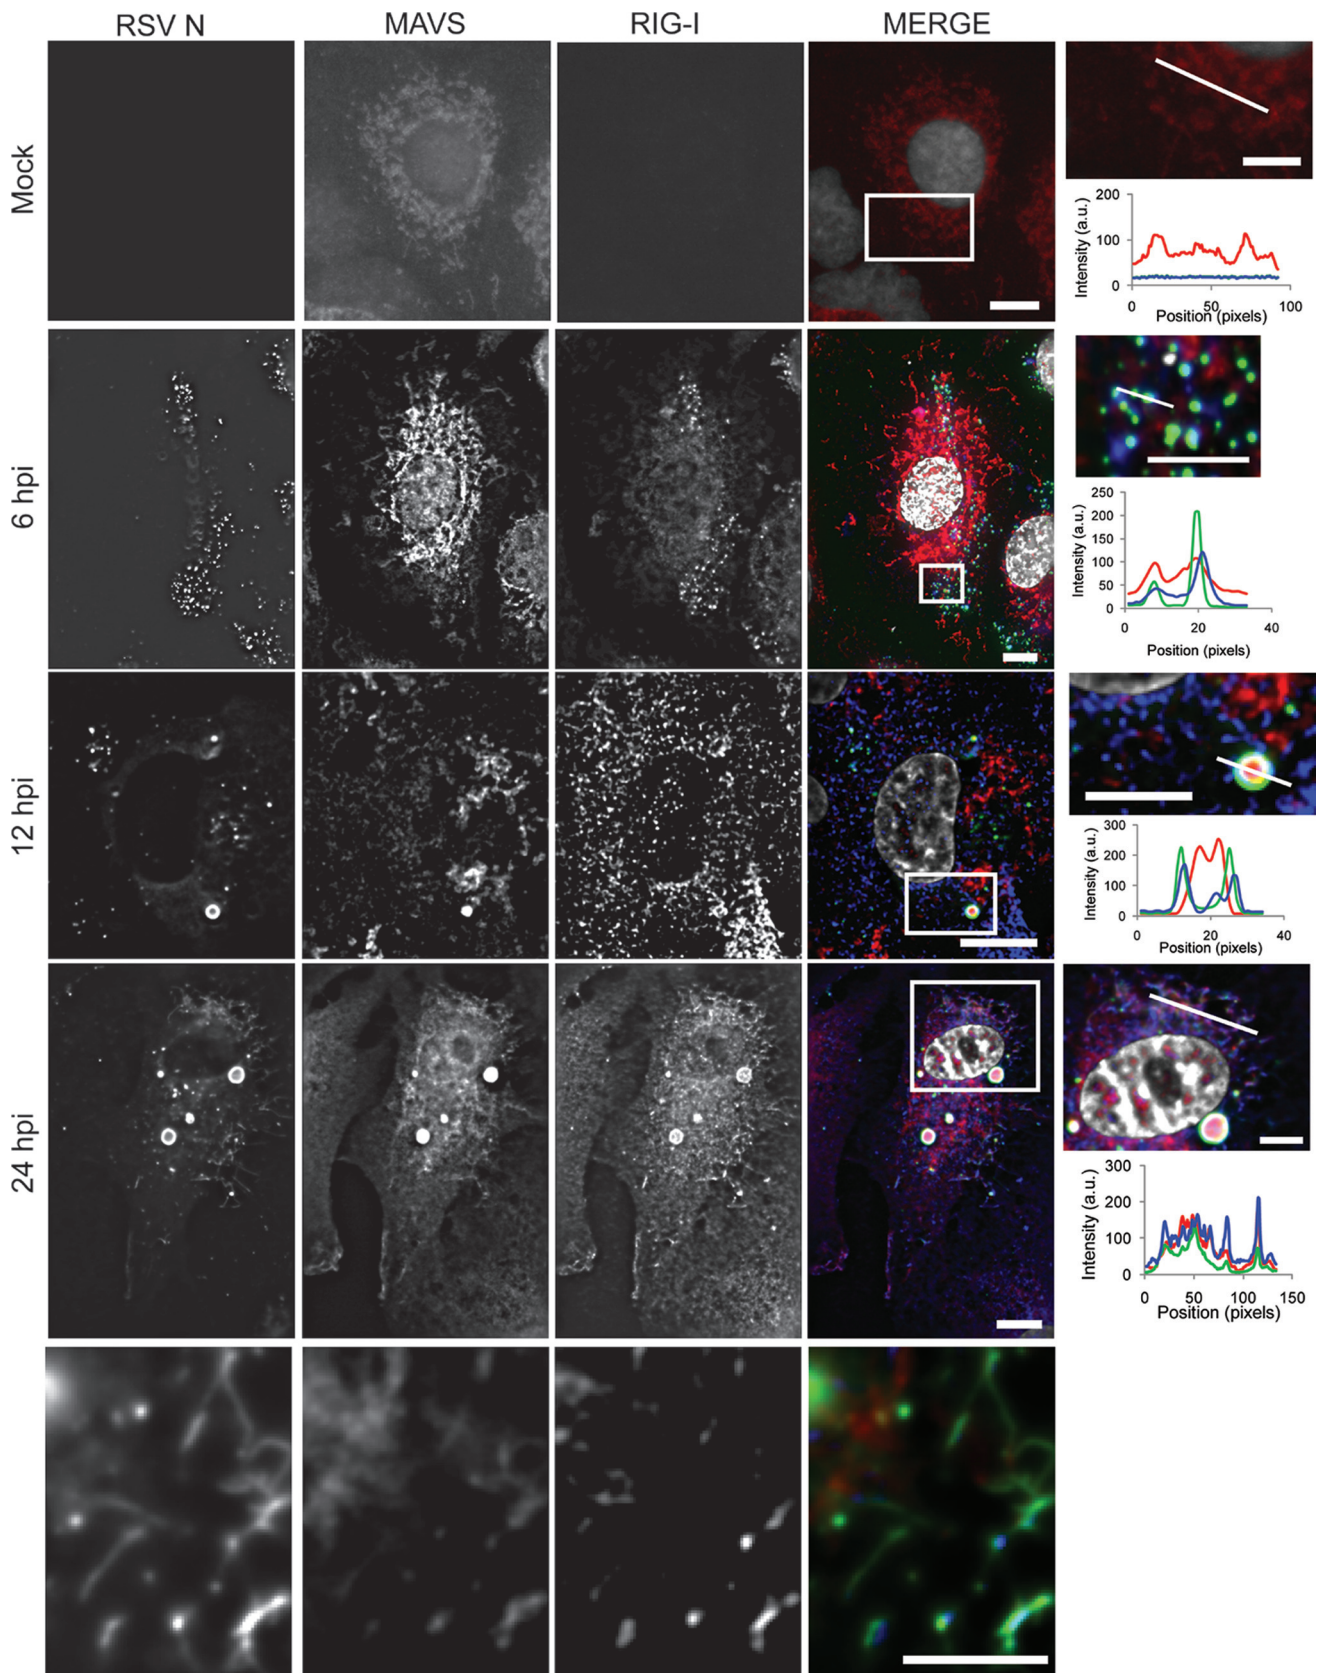 RSV N MAVS RIG-I MERGE
Mock
200
100
0
Intensity (a.u.)
0 50 100
Position (pixels)
6 hpi
250
200
150
100
50
0
Intensity (a.u.)
0 20 40
Position (pixels)
12 hpi
300
200
100
0
Intensity (a.u.)
0 20 40
Position (pixels)
24 hpi
300
200
100
0
Intensity (a.u.)
0 50 100 150
Position (pixels)